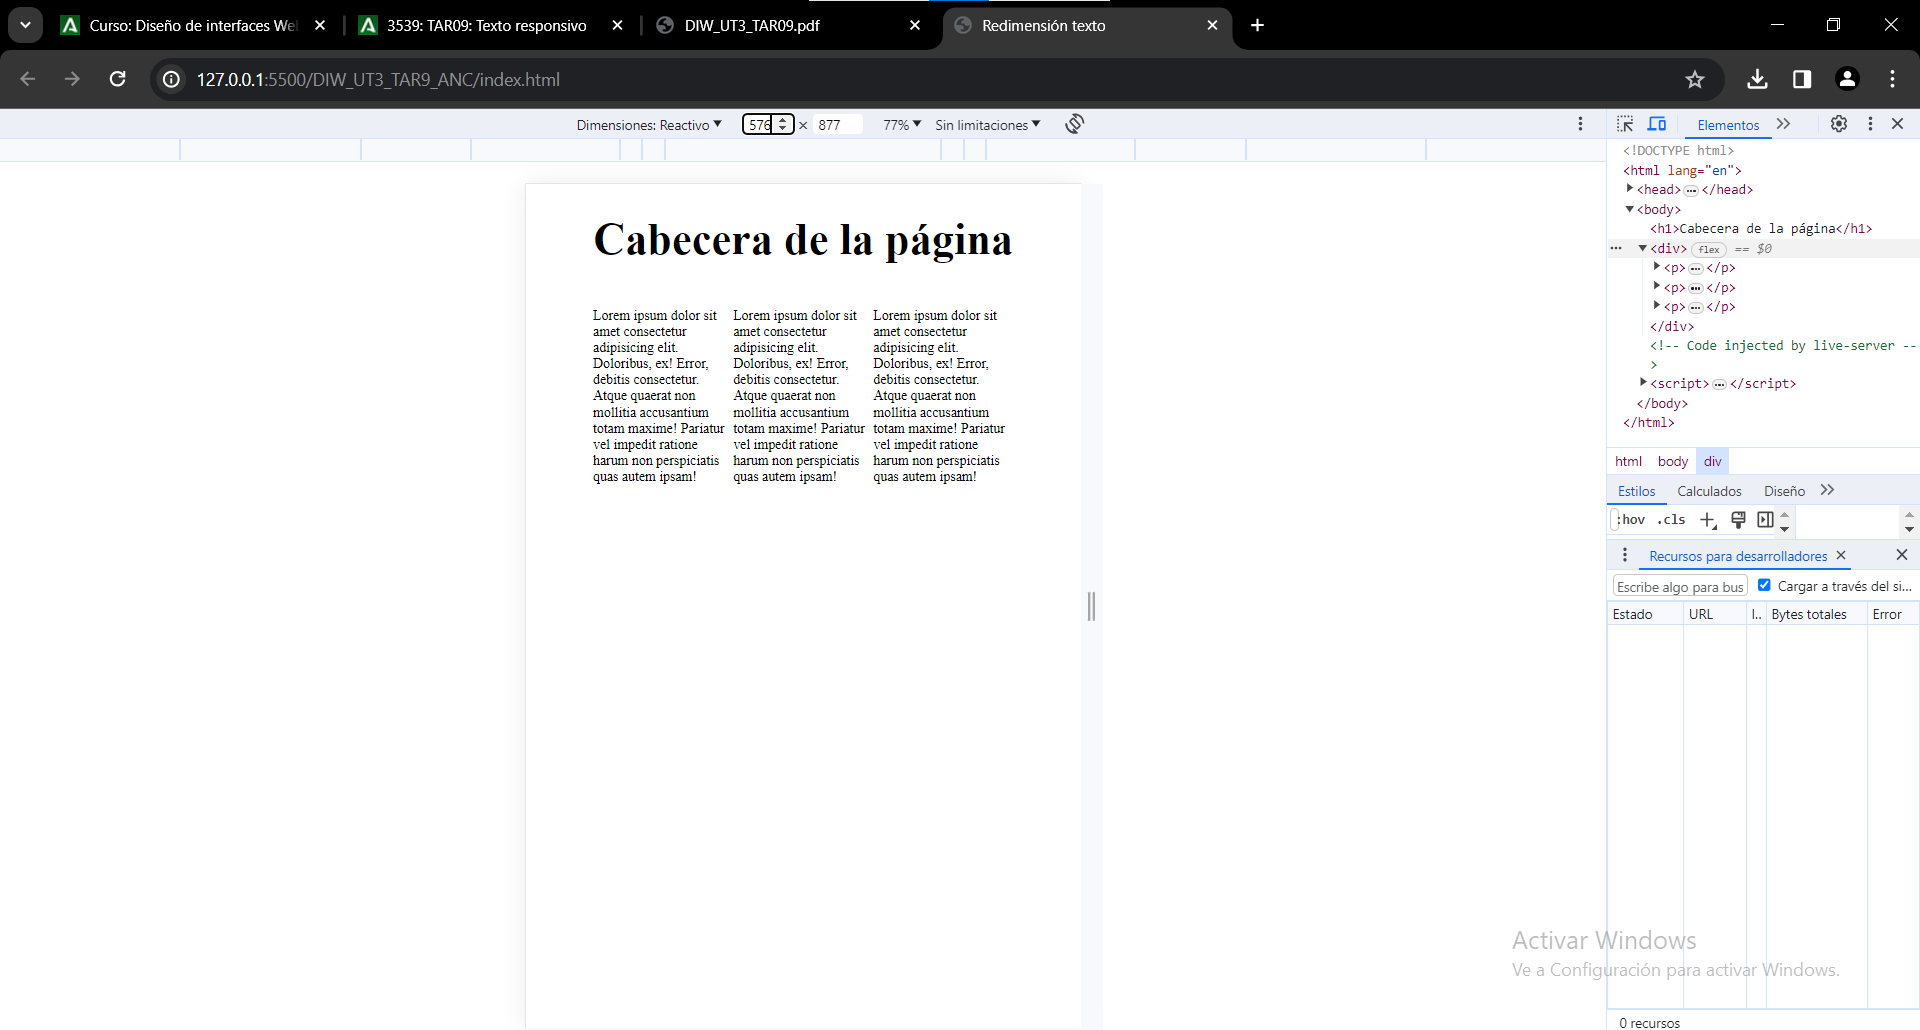 Curso: Diseño de interfaces We
3539: TAR09: Texto responsivo
DIW_UT3_TAR09.pdf
Redimensión texto
127.0.0.1:5500/DIW_UT3_TAR9_ANC/index.html
Dimensiones: Reactivo
576 × 877
77%
Sin limitaciones
Elementos
Cabecera de la página
Lorem ipsum dolor sit
amet consectetur
adipisicing elit.
Doloribus, ex! Error,
debitis consectetur.
Atque quaerat non
mollitia accusantium
totam maxime! Pariatur
vel impedit ratione
harum non perspiciatis
quas autem ipsam!
Lorem ipsum dolor sit
amet consectetur
adipisicing elit.
Doloribus, ex! Error,
debitis consectetur.
Atque quaerat non
mollitia accusantium
totam maxime! Pariatur
vel impedit ratione
harum non perspiciatis
quas autem ipsam!
Lorem ipsum dolor sit
amet consectetur
adipisicing elit.
Doloribus, ex! Error,
debitis consectetur.
Atque quaerat non
mollitia accusantium
totam maxime! Pariatur
vel impedit ratione
harum non perspiciatis
quas autem ipsam!
<!DOCTYPE html>
<html lang="en">
<head>…</head>
<body>
<h1>Cabecera de la página</h1>
… <div> flex == $0
<p>…</p>
<p>…</p>
<p>…</p>
</div>
<!-- Code injected by live-server --
>
<script>…</script>
</body>
</html>
html body div
Estilos Calculados Diseño
:hov .cls
Recursos para desarrolladores
Escribe algo para bus
Cargar a través del si...
Estado URL I.. Bytes totales Error
Activar Windows
Ve a Configuración para activar Windows.
0 recursos